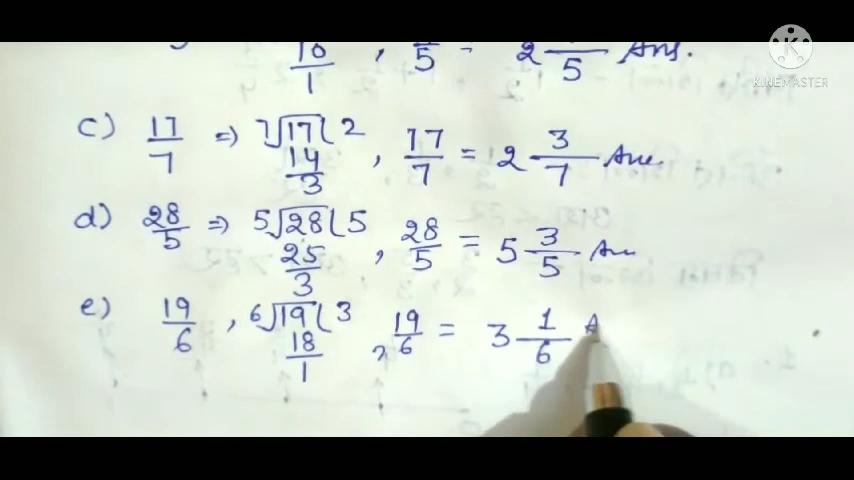 10/1 , /5 = 2 /5 Ans.
KINEMASTER
c) 17/7 => 7√17(2 14/3 , 17/7 = 2 3/7 Ans.
d) 28/5 => 5√28(5 25/3 , 28/5 = 5 3/5 Ans
e) 19/6 , 6√19(3 18/1 , 19/6 = 3 1/6 A